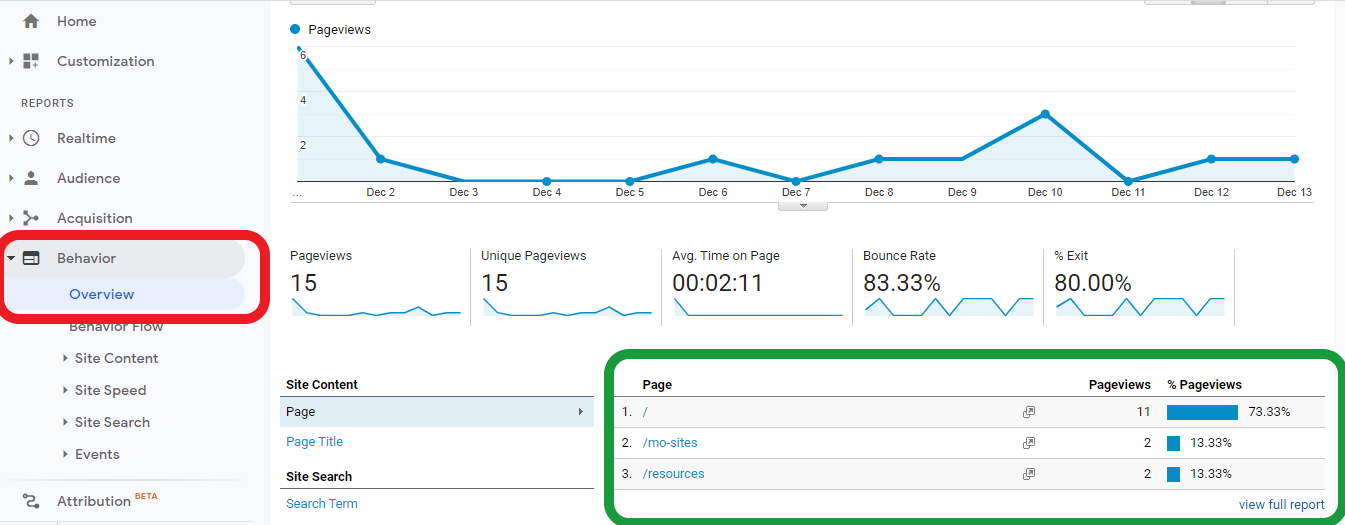 Home
Customization
REPORTS
Realtime
Audience
Acquisition
Behavior
Overview
Behavior Flow
Site Content
Site Speed
Site Search
Events
Attribution BETA
Pageviews
6
4
2
... Dec 2 Dec 3 Dec 4 Dec 5 Dec 6 Dec 7 Dec 8 Dec 9 Dec 10 Dec 11 Dec 12 Dec 13
Pageviews Unique Pageviews Avg. Time on Page Bounce Rate % Exit
15 15 00:02:11 83.33% 80.00%
Site Content
Page
Page Title
Site Search
Search Term
Page Pageviews % Pageviews
1. / 11 73.33%
2. /mo-sites 2 13.33%
3. /resources 2 13.33%
view full report